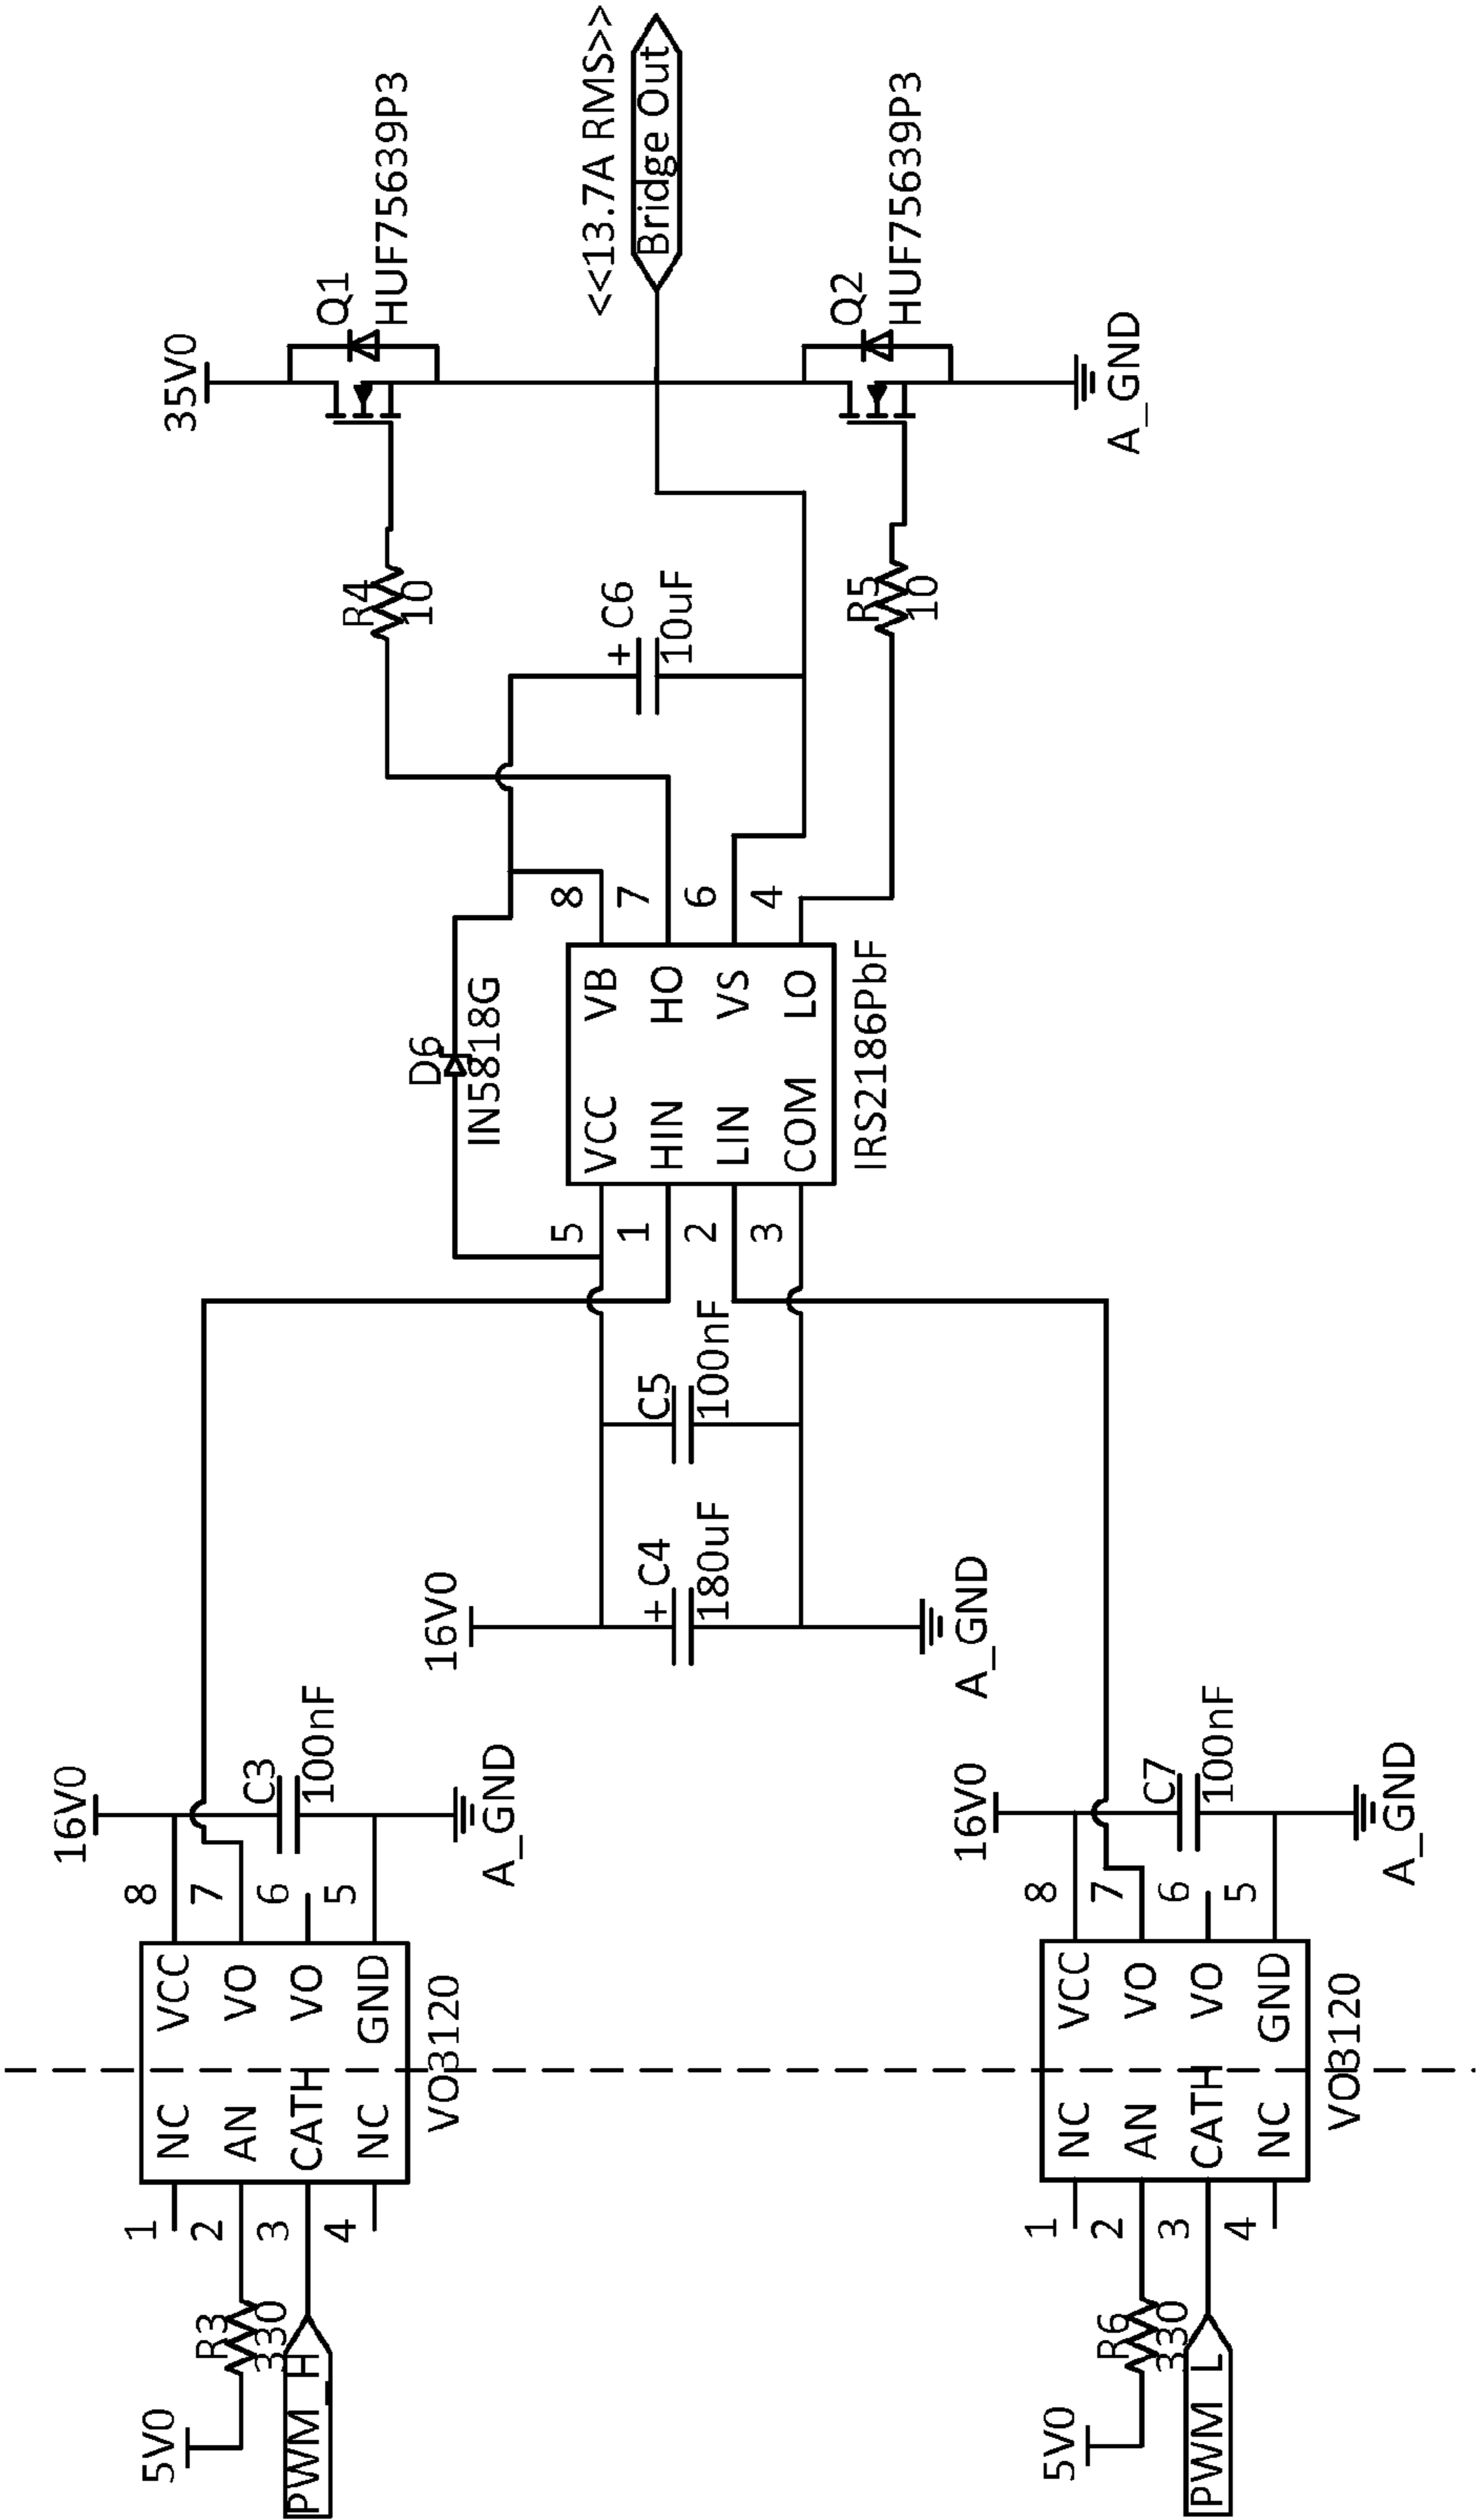 35V0
Q1
HUF75639P3
<<13.7ARMS>>
Bridge Out
Q2
HUF75639P3
A_GND
R4
10
C6
+
10uF
R5
10
D6
IN5818G
8
7
6
4
VB
HO
VS
LO
VCC
HIN
LIN
COM
IRS2186PbF
5
1
2
3
C5
100nF
16V0
+
C4
180uF
A_GND
16V0
C3
100nF
A_GND
8
7
6
5
VCC
VO
VO
GND
NC
AN
CATH
NC
VO3120
1
2
3
4
R3
330
5V0
PWM_H
16V0
C7
100nF
A_GND
8
7
6
5
VCC
VO
VO
GND
NC
AN
CATH
NC
VO3120
1
2
3
4
R6
330
5V0
PWM_L